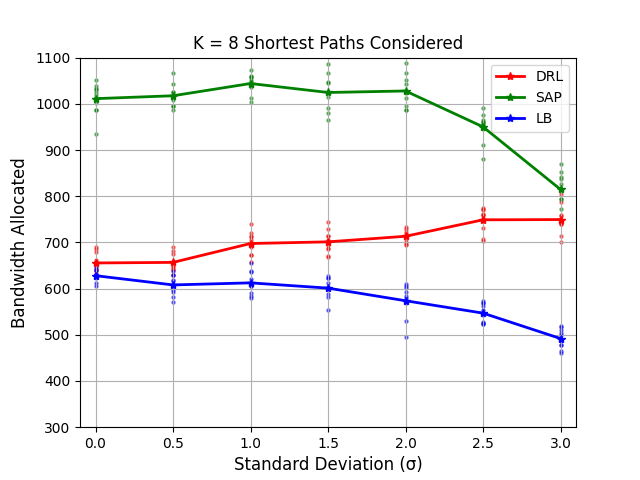 K = 8 Shortest Paths Considered
1100
1000
900
800
700
600
500
400
300
Bandwidth Allocated
DRL
SAP
LB
0.0 0.5 1.0 1.5 2.0 2.5 3.0
Standard Deviation (σ)